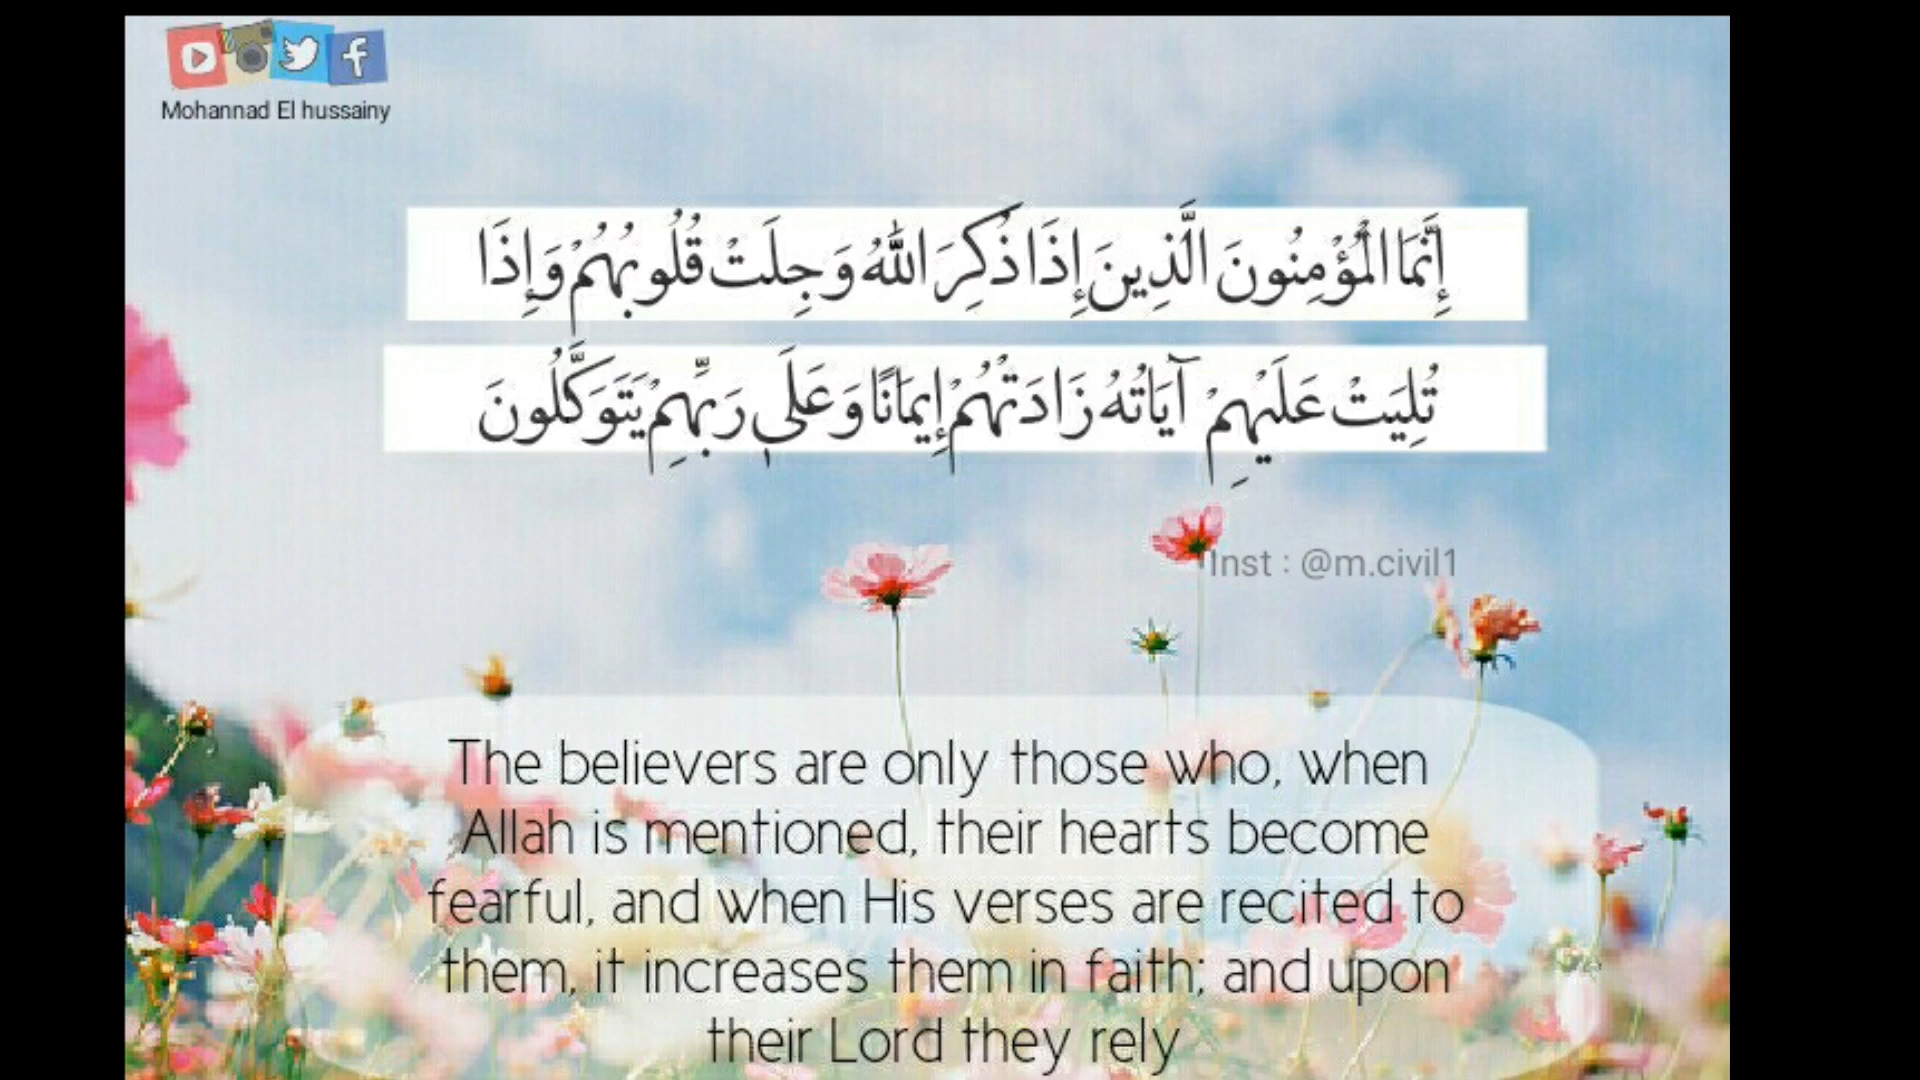 Mohannad El hussainy
إِنَّمَا الْمُؤْمِنُونَ الَّذِينَ إِذَا ذُكِرَ اللَّهُ وَجِلَتْ قُلُوبُهُمْ وَإِذَا
تُلِيَتْ عَلَيْهِمْ آيَاتُهُ زَادَتْهُمْ إِيمَانًا وَعَلَىٰ رَبِّهِمْ يَتَوَكَّلُونَ
Inst : @m.civil1
The believers are only those who, when
Allah is mentioned, their hearts become
fearful, and when His verses are recited to
them, it increases them in faith; and upon
their Lord they rely